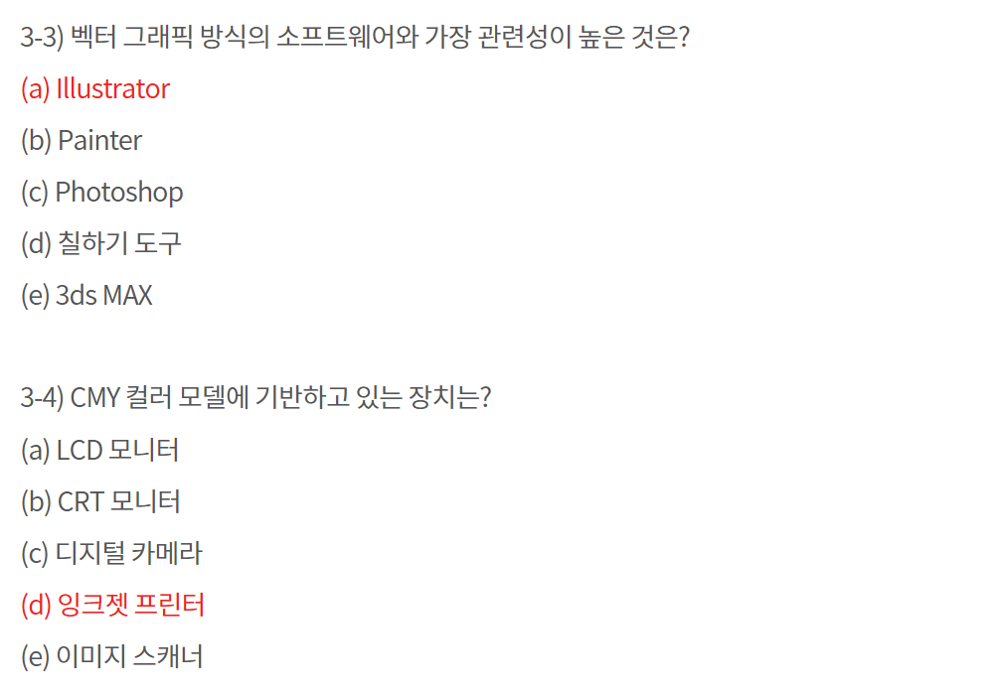 3-3) 벡터 그래픽 방식의 소프트웨어와 가장 관련성이 높은 것은?
(a) Illustrator
(b) Painter
(c) Photoshop
(d) 칠하기 도구
(e) 3ds MAX
3-4) CMY 컬러 모델에 기반하고 있는 장치는?
(a) LCD 모니터
(b) CRT 모니터
(c) 디지털 카메라
(d) 잉크젯 프린터
(e) 이미지 스캐너